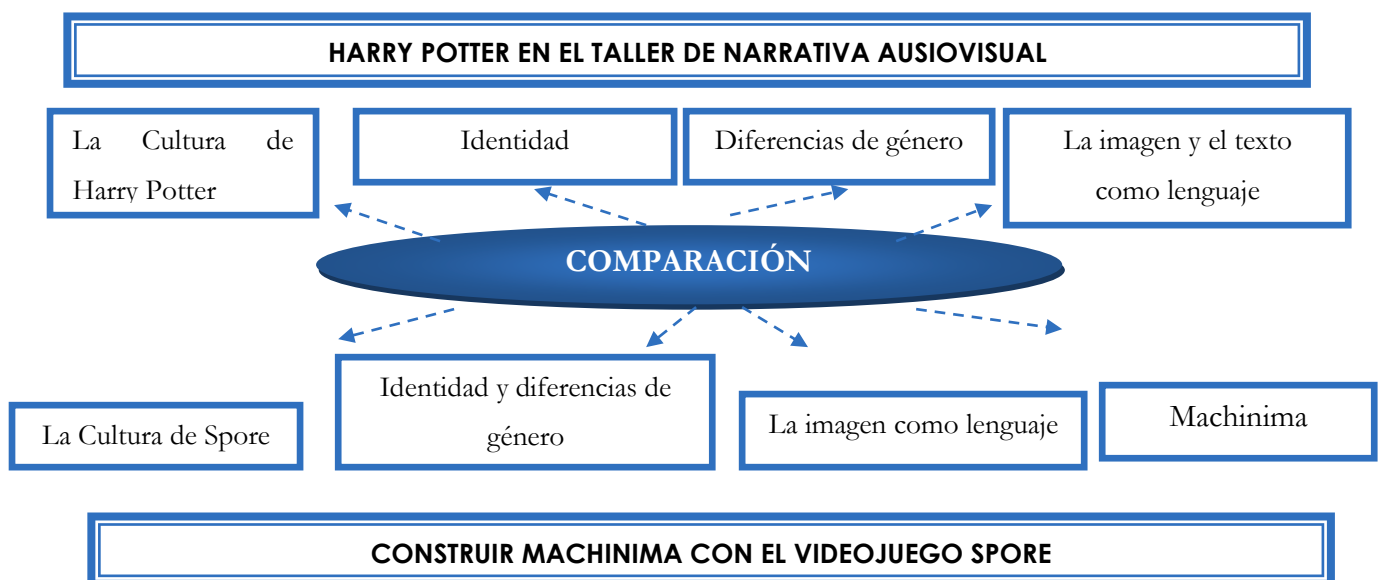 HARRY POTTER EN EL TALLER DE NARRATIVA AUSIOVISUAL
La Cultura de
Harry Potter
Identidad
Diferencias de género
La imagen y el texto
como lenguaje
COMPARACIÓN
La Cultura de Spore
Identidad y diferencias de
género
La imagen como lenguaje
Machinima
CONSTRUIR MACHINIMA CON EL VIDEOJUEGO SPORE